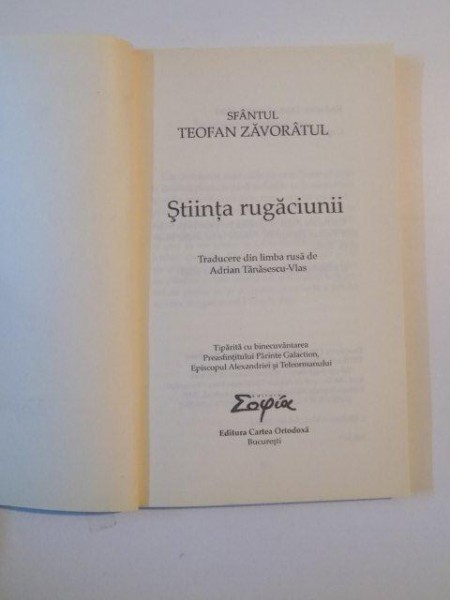 SFÂNTUL
TEOFAN ZĂVORÂTUL
Ştiinţa rugăciunii
Traducere din limba rusă de
Adrian Tănăsescu-Vlas
Tipărită cu binecuvântarea
Preasfinţitului Părinte Galaction,
Episcopul Alexandriei şi Teleormanului
EDITURA
Σοφία
Editura Cartea Ortodoxă
Bucureşti